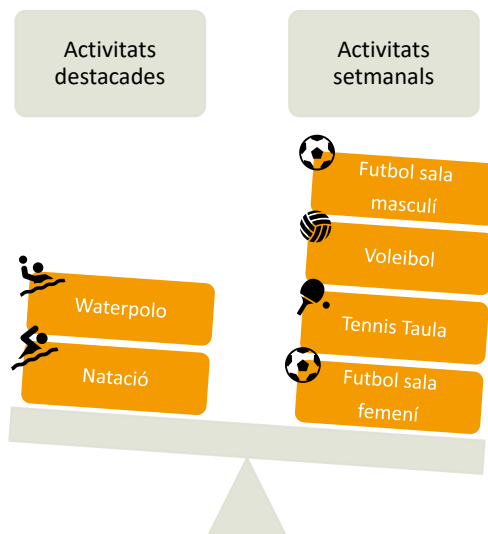 Activitats
destacades
Activitats
setmanals
Futbol sala
masculí
Voleibol
Tennis Taula
Futbol sala
femení
Waterpolo
Natació